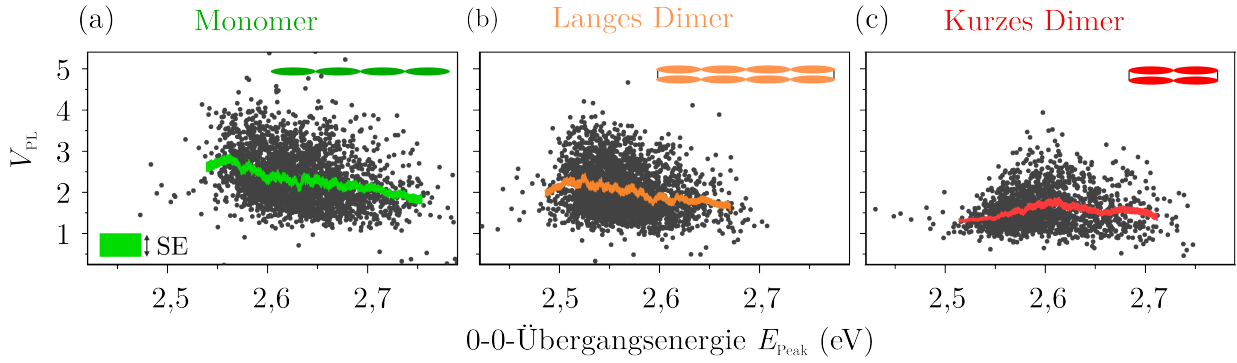 (a) Monomer
(b) Langes Dimer
(c) Kurzes Dimer
5
4
3
2
1
V_PL
SE
2,5 2,6 2,7
2,5 2,6 2,7
2,5 2,6 2,7
0-0-Übergangsenergie E_Peak (eV)